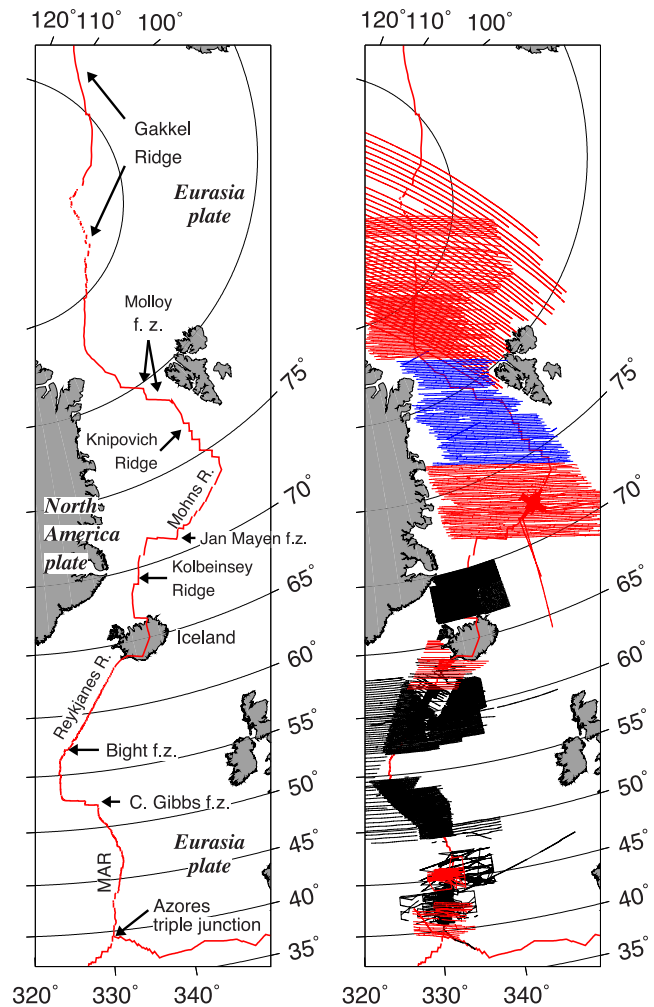 120° 110° 100°
Gakkel
Ridge
Eurasia
plate
Molloy
f. z.
75°
Knipovich
Ridge
Mohns R.
70°
North
America
plate
Jan Mayen f.z.
Kolbeinsey
Ridge
65°
Iceland
60°
Reykjanes R.
55°
Bight f.z.
50°
C. Gibbs f.z.
45°
Eurasia
plate
MAR
40°
Azores
triple junction
35°
320° 330° 340°
120° 110° 100°
75°
70°
65°
60°
55°
50°
45°
40°
35°
320° 330° 340°